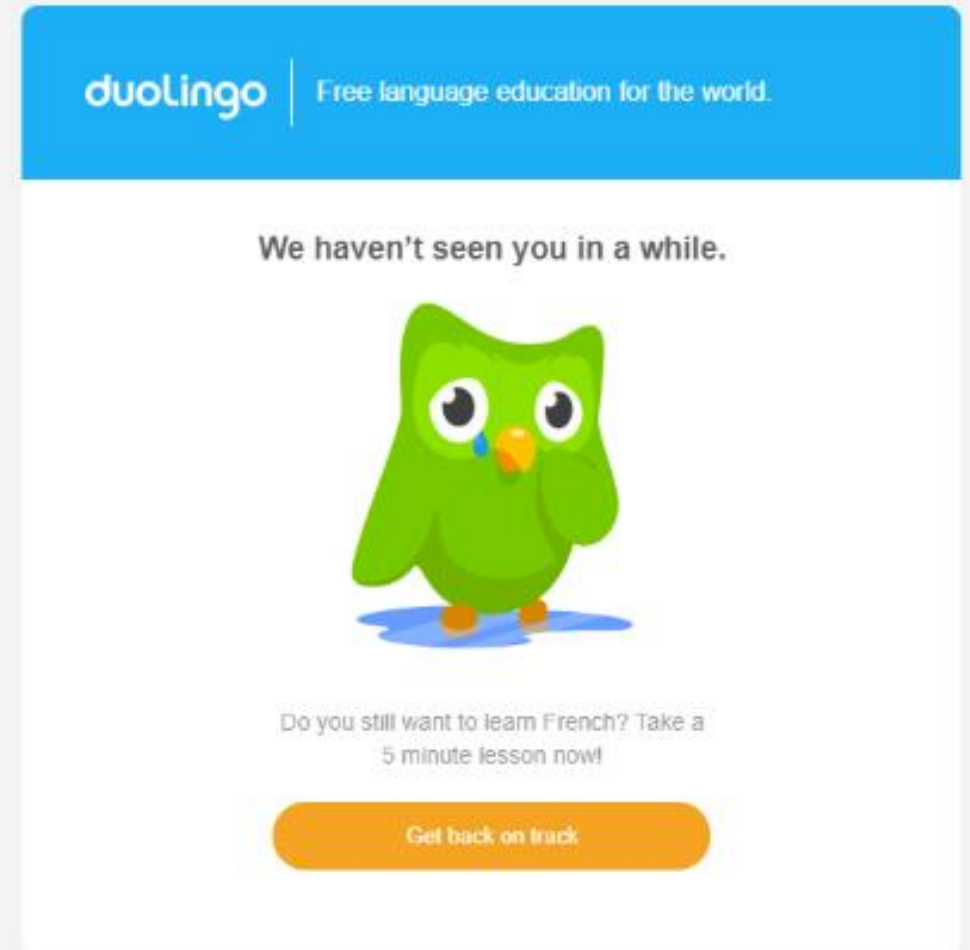 duolingo
Free language education for the world.
We haven't seen you in a while.
Do you still want to learn French? Take a
5 minute lesson now!
Get back on track